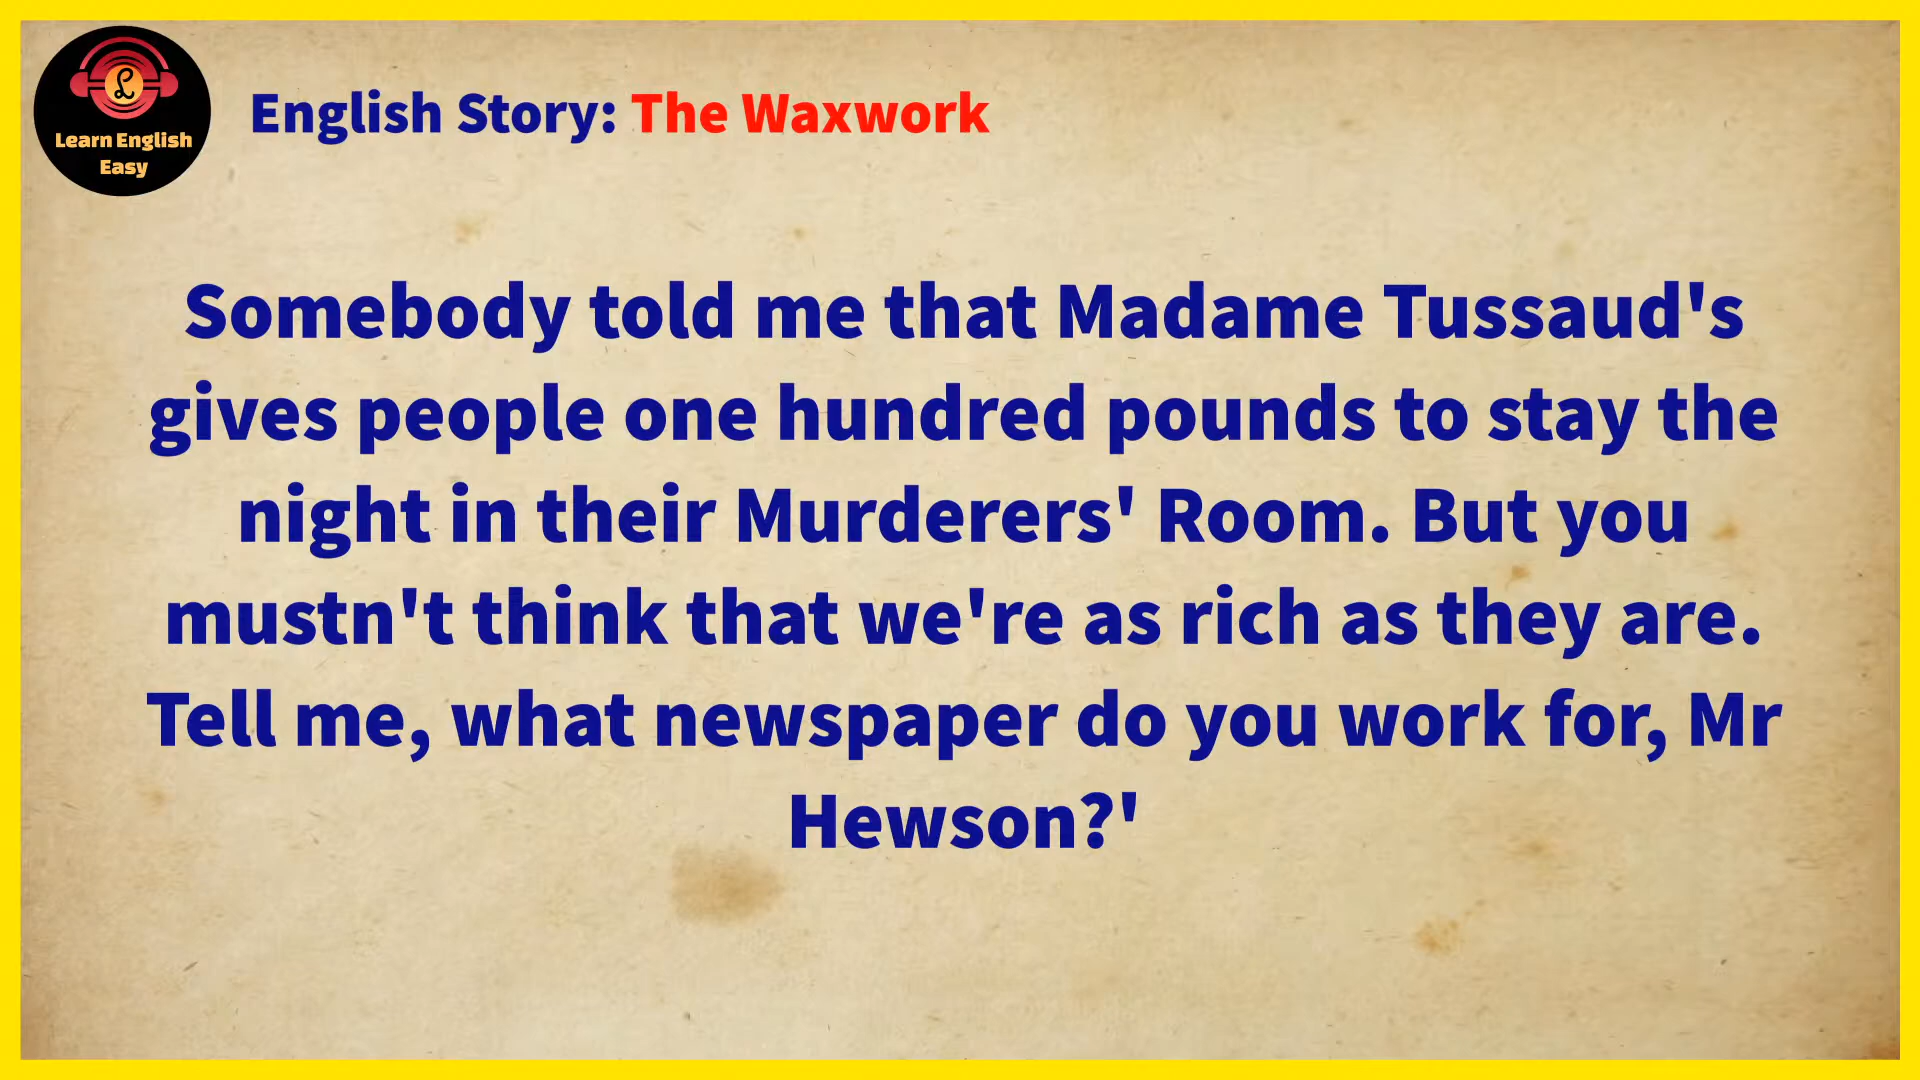 Learn English
Easy
English Story: The Waxwork
Somebody told me that Madame Tussaud's
gives people one hundred pounds to stay the
night in their Murderers' Room. But you
mustn't think that we're as rich as they are.
Tell me, what newspaper do you work for, Mr
Hewson?'